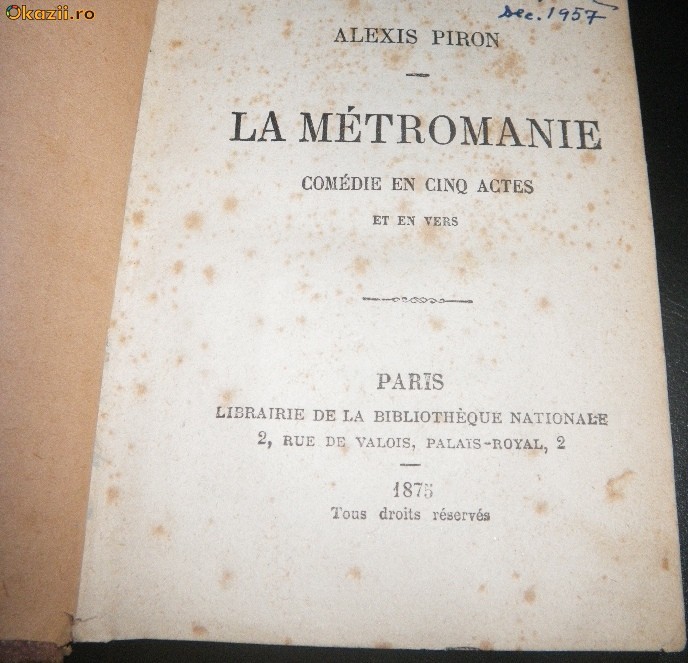 Okazii.ro
Dec. 1957
ALEXIS PIRON
LA MÉTROMANIE
COMÉDIE EN CINQ ACTES
ET EN VERS
PARIS
LIBRAIRIE DE LA BIBLIOTHÈQUE NATIONALE
2, RUE DE VALOIS, PALAIS-ROYAL, 2
1875
Tous droits réservés